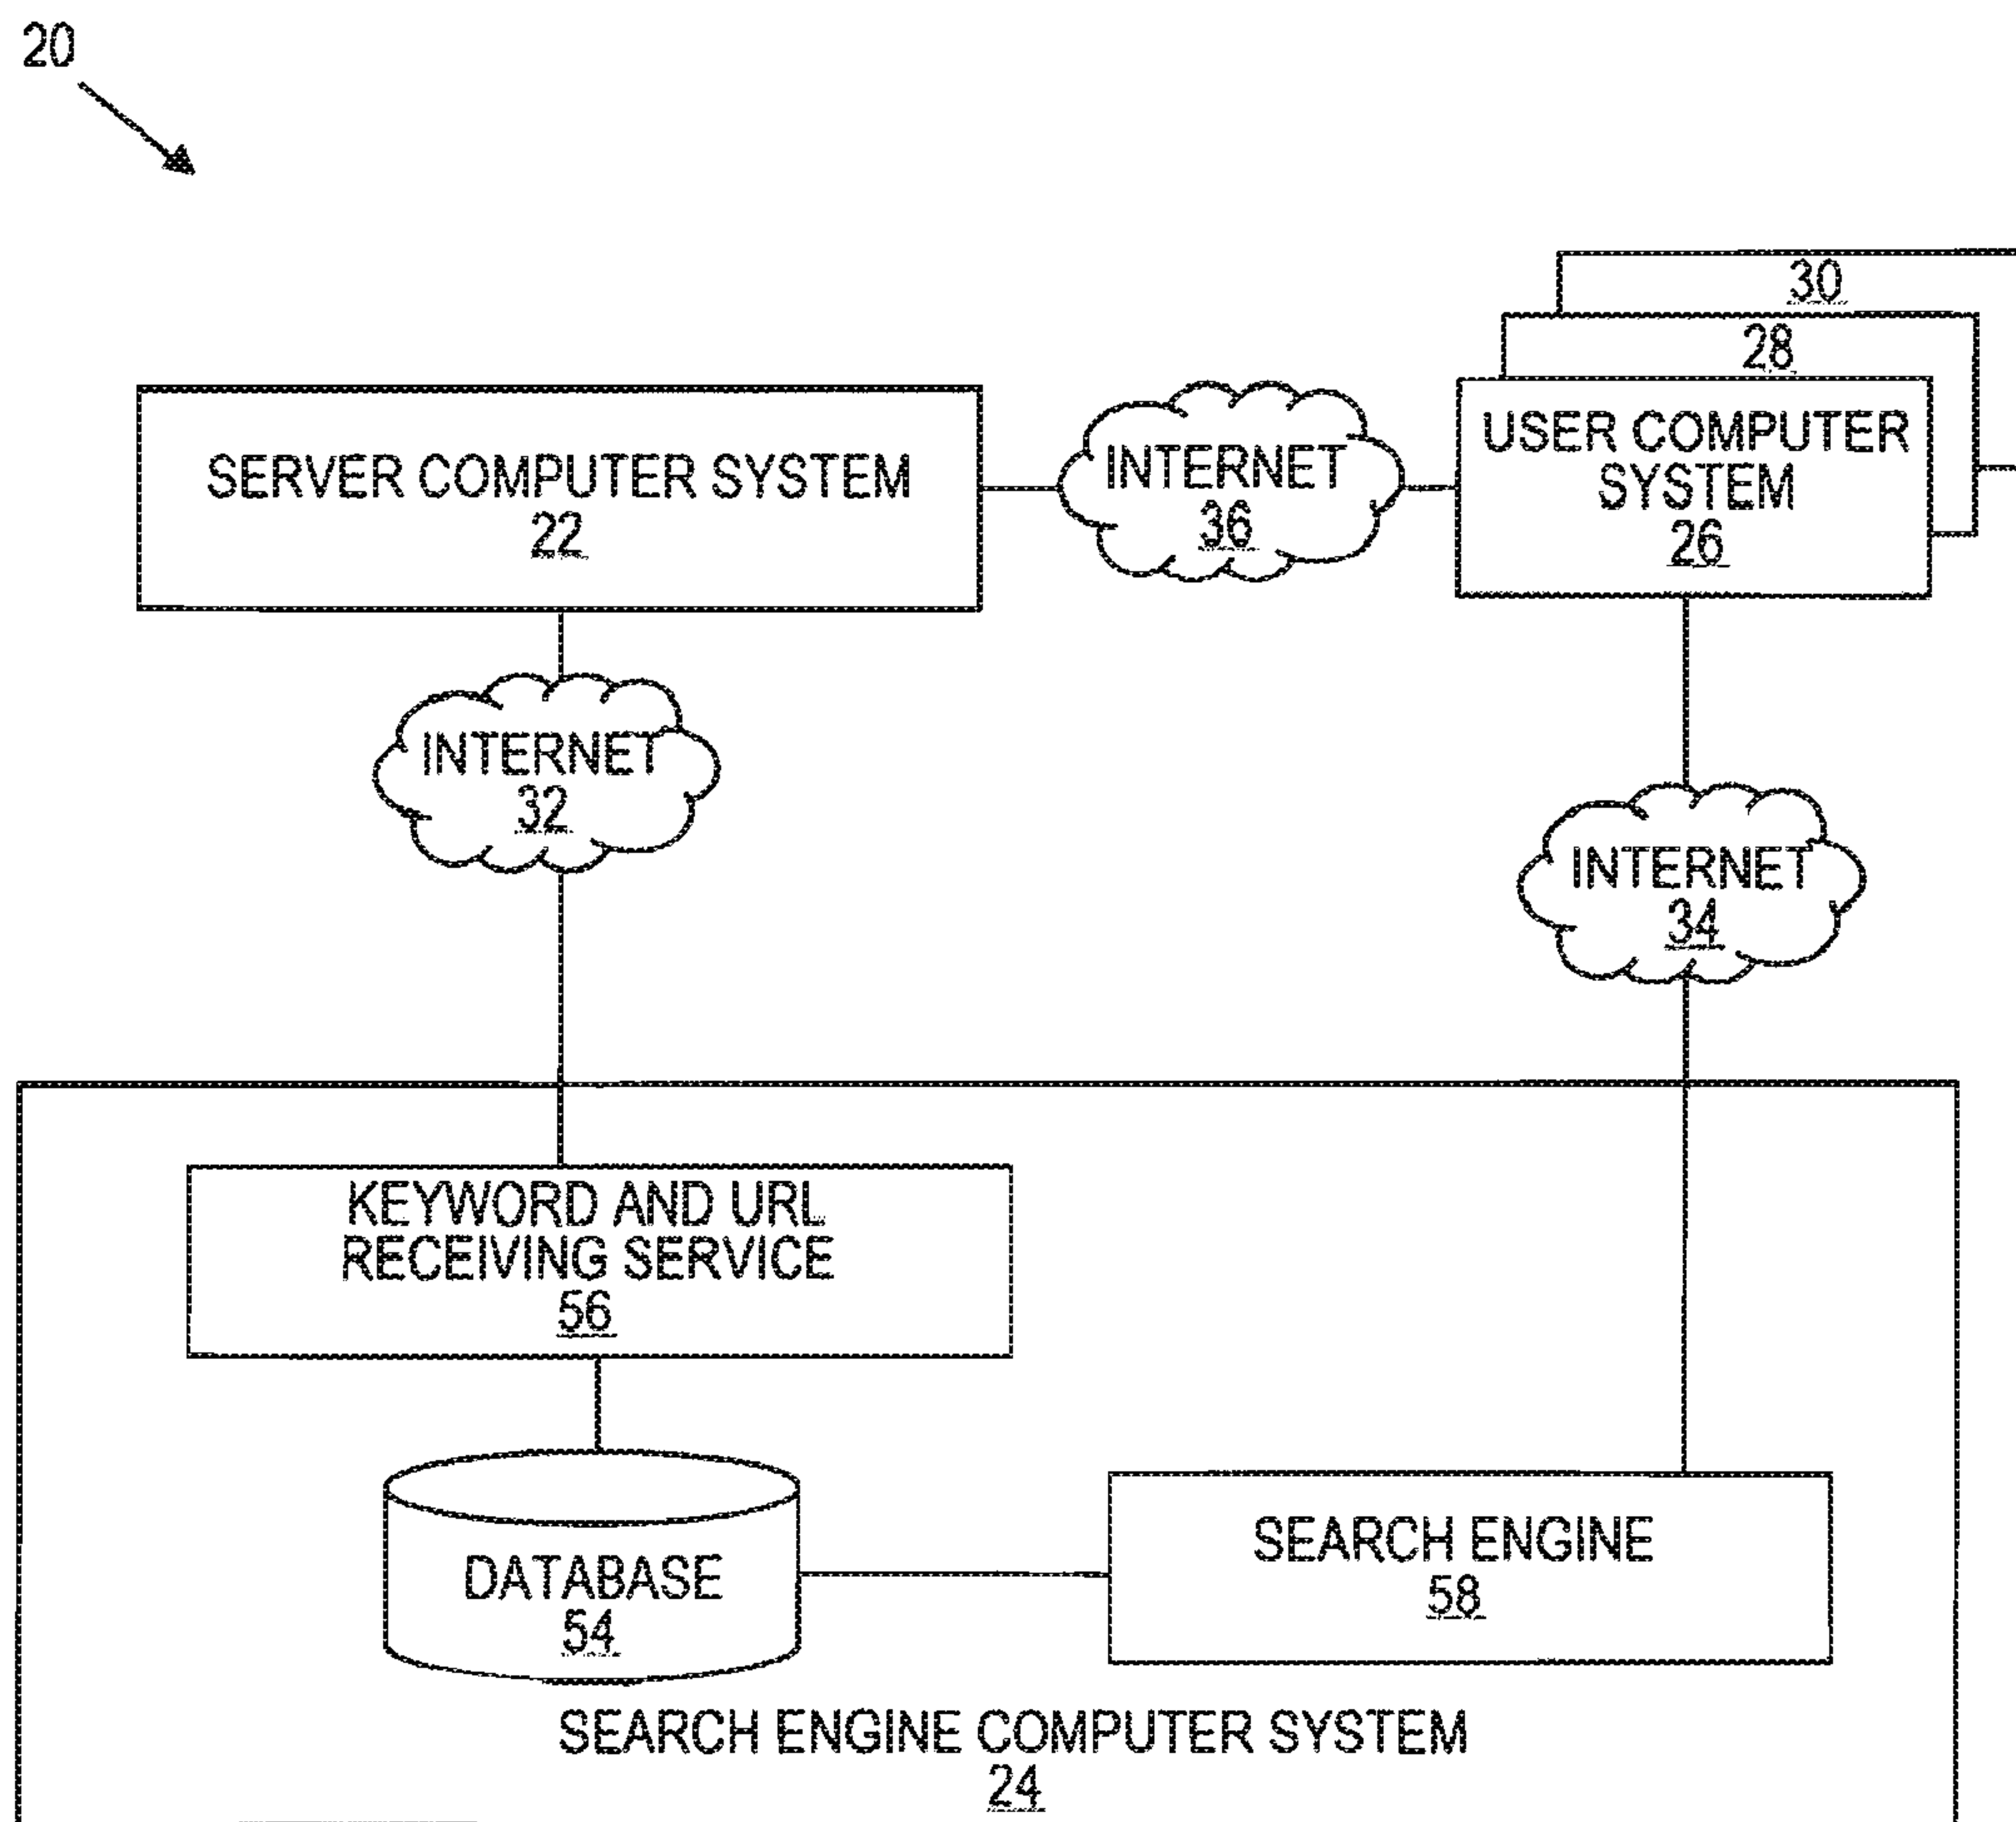 20
30
28
USER COMPUTER
SYSTEM
26
SERVER COMPUTER SYSTEM
22
INTERNET
36
INTERNET
32
INTERNET
34
KEYWORD AND URL
RECEIVING SERVICE
56
DATABASE
54
SEARCH ENGINE
58
SEARCH ENGINE COMPUTER SYSTEM
24